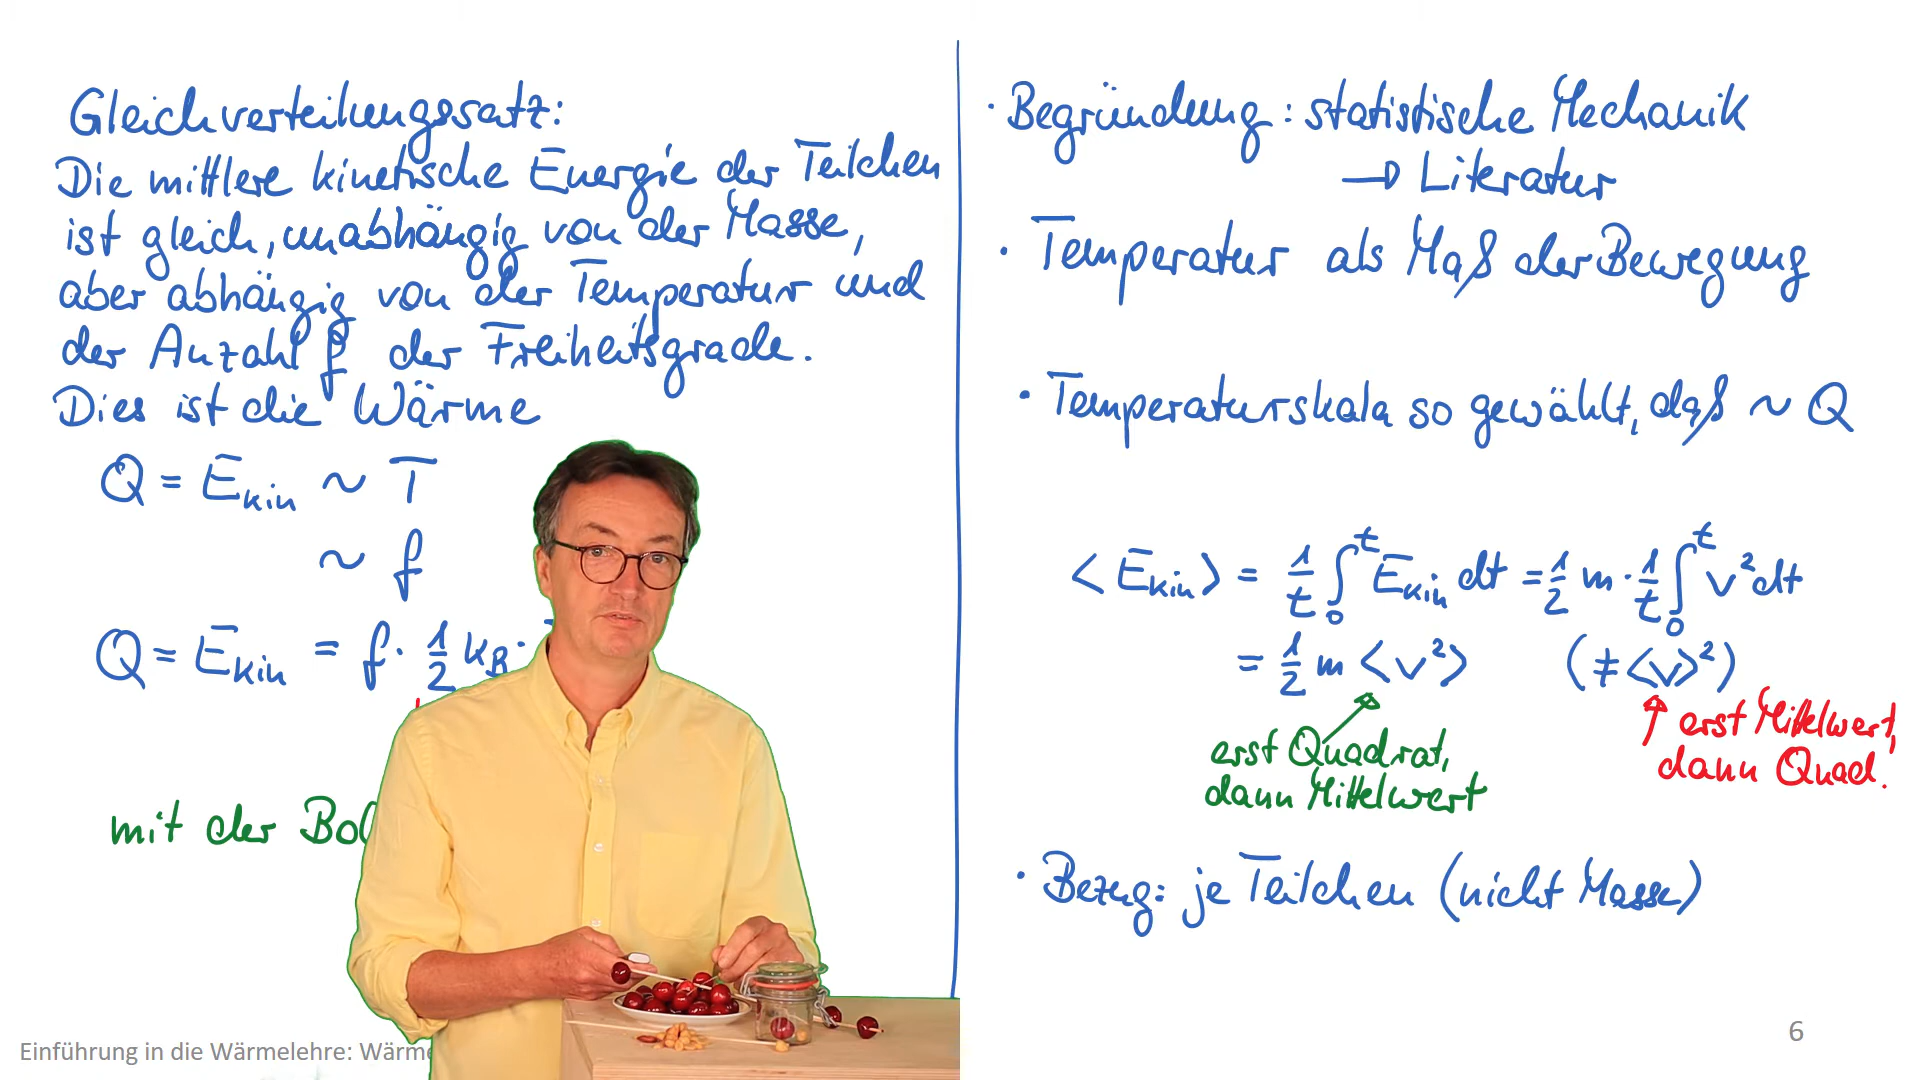 Gleichverteilungssatz:
Die mittlere kinetische Energie der Teilchen
ist gleich, unabhängig von der Masse,
aber abhängig von der Temperatur und
der Anzahl f der Freiheitsgrade.
Dies ist die Wärme
Q = Ekin ~ T
~ f
Q = Ekin = f · 1/2 kB ·
mit der
Einführung in die Wärmelehre:
· Begründung: statistische Mechanik
→ Literatur
· Temperatur als Maß der Bewegung
· Temperaturskala so gewählt, daß ~ Q
<Ekin> = 1/t ∫₀ᵗ Ekin dt = 1/2 m · 1/t ∫₀ᵗ v² dt
= 1/2 m <v²> (≠ <v>²)
erst Quadrat,
dann Mittelwert
erst Mittelwert,
dann Quad.
· Bezug: je Teilchen (nicht Masse)
6